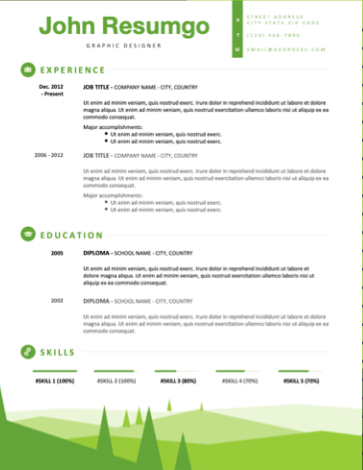 John Resumgo
GRAPHIC DESIGNER
A STREET ADDRESS
CITY STATE ZIP CODE
T (123) 456-7899
W EMAIL@ADDRESS.COM
EXPERIENCE
Dec. 2012
- Present
JOB TITLE - COMPANY NAME - CITY, COUNTRY
Ut enim ad minim veniam, quis nostrud exerc. Irure dolor in reprehend incididunt ut labore et dolore
magna aliqua. Ut enim ad minim veniam, quis nostrud exercitation ullamco laboris nisi ut aliquip ex ea
commodo consequat.
Major accomplishments:
• Ut enim ad minim veniam, quis nostrud exerc.
• Ut enim ad minim veniam, quis nostrud exerc.
2006 - 2012
JOB TITLE - COMPANY NAME - CITY, COUNTRY
Ut enim ad minim veniam, quis nostrud exerc. Irure dolor in reprehend incididunt ut labore et dolore
magna aliqua. Ut enim ad minim veniam, quis nostrud exercitation ullamco laboris nisi ut aliquip ex ea
commodo consequat.
Major accomplishments:
• Ut enim ad minim veniam, quis nostrud exerc.
• Ut enim ad minim veniam, quis nostrud exerc.
EDUCATION
2005
DIPLOMA - SCHOOL NAME - CITY, COUNTRY
Ut enim ad minim veniam, quis nostrud exerc. Irure dolor in reprehend incididunt ut labore et
dolore magna aliqua. Ut enim ad minim veniam, quis nostrud exercitation ullamco laboris nisi ut
aliquip ex ea commodo consequat.
2002
DIPLOMA - SCHOOL NAME - CITY, COUNTRY
Ut enim ad minim veniam, quis nostrud exerc. Irure dolor in reprehend incididunt ut labore et dolore
magna aliqua. Ut enim ad minim veniam, quis nostrud exercitation ullamco laboris nisi ut aliquip ex ea
commodo consequat.
SKILLS
#SKILL 1 (100%)
#SKILL 2 (100%)
#SKILL 3 (80%)
#SKILL 4 (70%)
#SKILL 5 (70%)